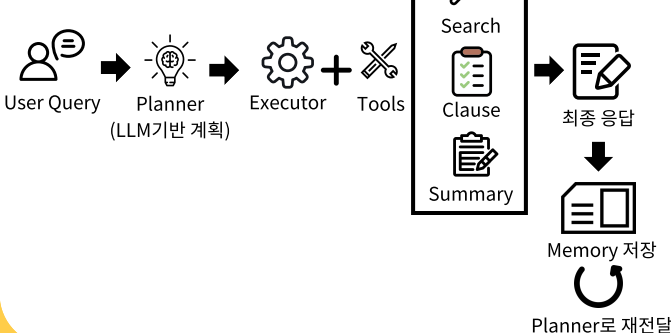 User Query
Planner
(LLM기반 계획)
Executor
Tools
Search
Clause
Summary
최종 응답
Memory 저장
Planner로 재전달